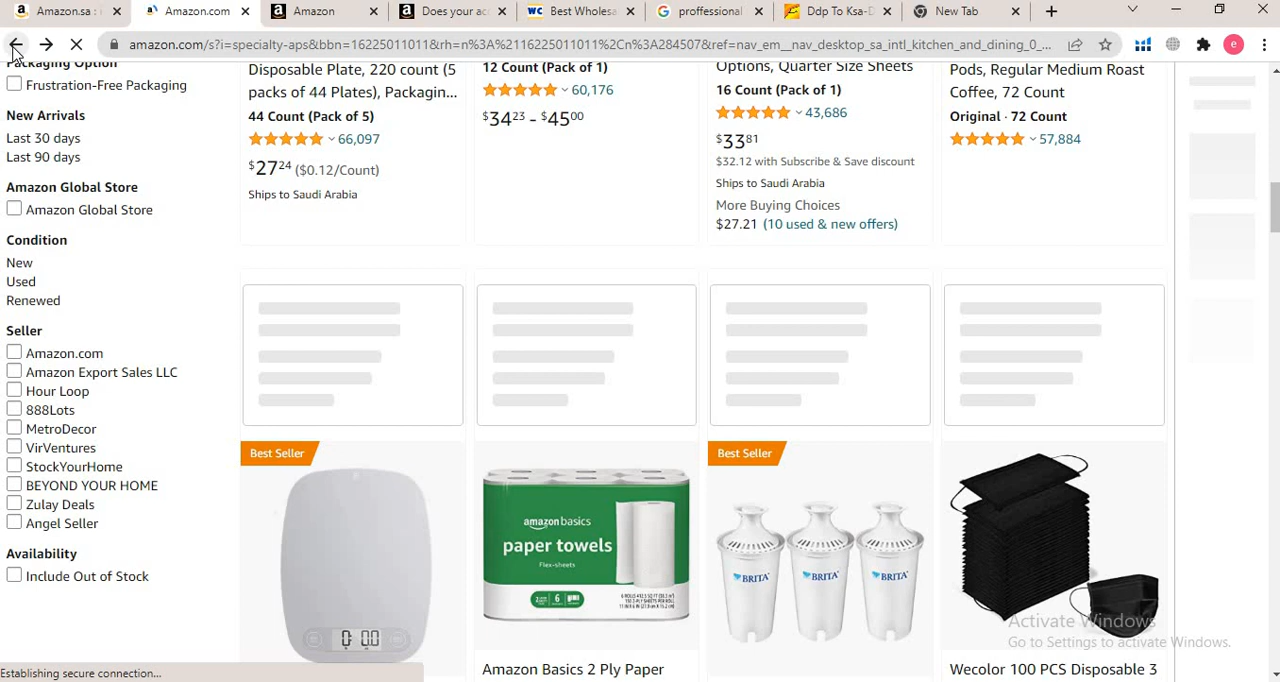 Amazon.sa : i
Amazon.com
Amazon
Does your acc
WC Best Wholesa
proffessional
Ddp To Ksa-D
New Tab
amazon.com/s?i=specialty-aps&bbn=16225011011&rh=n%3A%2116225011011%2Cn%3A284507&ref=nav_em__nav_desktop_sa_intl_kitchen_and_dining_0_...
e
Packaging Option
Frustration-Free Packaging
New Arrivals
Last 30 days
Last 90 days
Amazon Global Store
Amazon Global Store
Condition
New
Used
Renewed
Seller
Amazon.com
Amazon Export Sales LLC
Hour Loop
888Lots
MetroDecor
VirVentures
StockYourHome
BEYOND YOUR HOME
Zulay Deals
Angel Seller
Availability
Include Out of Stock
Disposable Plate, 220 count (5
packs of 44 Plates), Packagin...
44 Count (Pack of 5)
66,097
$27 24 ($0.12/Count)
Ships to Saudi Arabia
12 Count (Pack of 1)
60,176
$34 23 - $45 00
Options, Quarter Size Sheets
16 Count (Pack of 1)
43,686
$33 81
$32.12 with Subscribe & Save discount
Ships to Saudi Arabia
More Buying Choices
$27.21 (10 used & new offers)
Pods, Regular Medium Roast
Coffee, 72 Count
Original · 72 Count
57,884
Best Seller
Best Seller
amazon basics
paper towels
Flex-sheets
BRITA
BRITA
BRITA
Amazon Basics 2 Ply Paper
Wecolor 100 PCS Disposable 3
Activate Windows
Go to Settings to activate Windows.
Establishing secure connection...